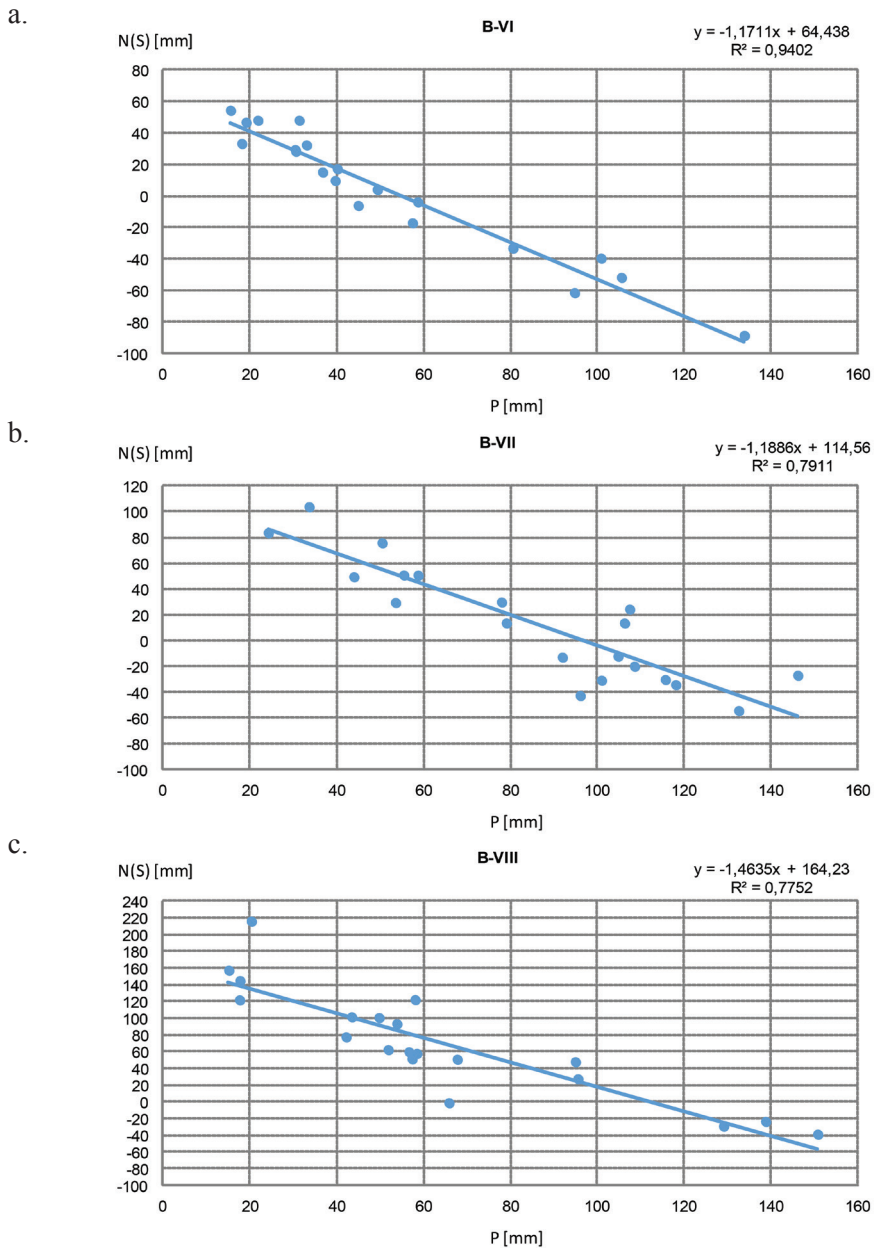 a.
N(S) [mm]
B-VI
y = -1,1711x + 64,438
R² = 0,9402
80
60
40
20
0
-20
-40
-60
-80
-100
0 20 40 60 80 100 120 140 160
P [mm]
b.
N(S) [mm]
B-VII
y = -1,1886x + 114,56
R² = 0,7911
120
100
80
60
40
20
0
-20
-40
-60
-80
-100
0 20 40 60 80 100 120 140 160
P [mm]
c.
N(S) [mm]
B-VIII
y = -1,4635x + 164,23
R² = 0,7752
240
220
200
180
160
140
120
100
80
60
40
20
0
-20
-40
-60
-80
-100
0 20 40 60 80 100 120 140 160
P [mm]